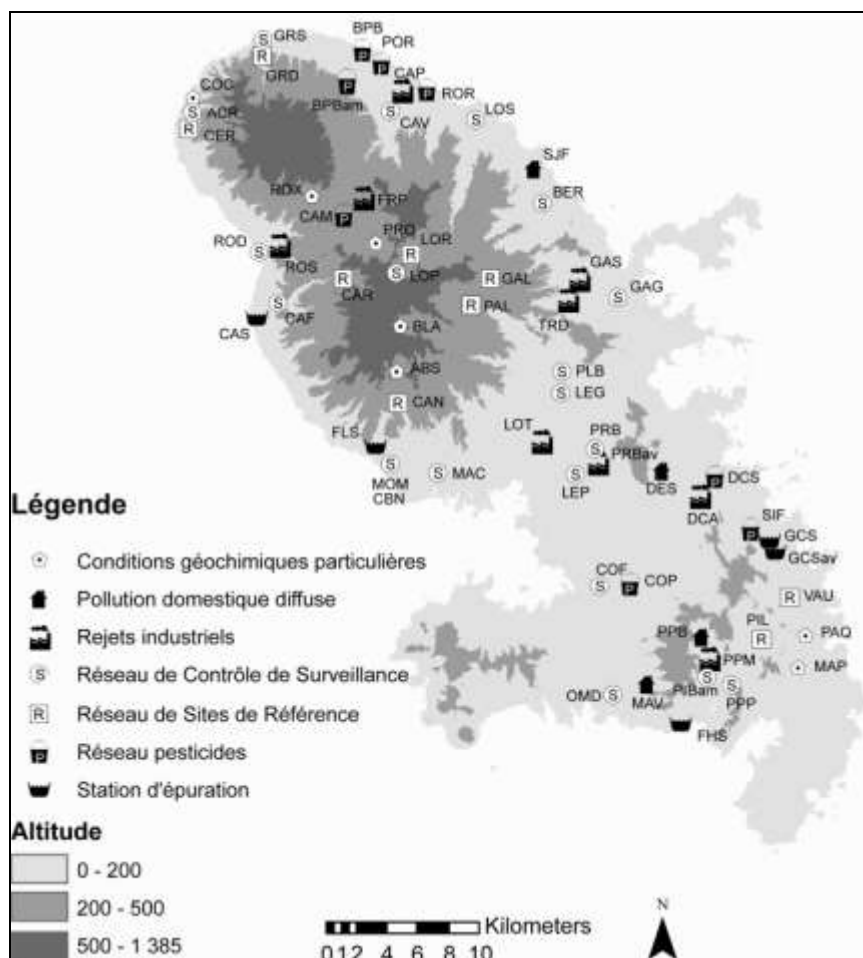 BPB
POR
GRS
CAP
GRD
COC
BPBam
ROR
ACR
CAV
LOS
CER
SJF
RDX
FRP
BER
CAM
PRO
LOR
ROD
ROS
GAS
CAR
LOP
GAL
GAG
CAF
PAL
CAS
BLA
TRD
ABS
PLB
CAN
LEG
FLS
LOT
PRB
PRBav
MOM
CBN
MAC
LEP
DES
DCS
DCA
SIF
GCS
GCSav
COF
COP
VAU
PPB
PIL
PAQ
PPM
MAP
OMD
MAV
PIBam
PPP
FHS
Légende
Conditions géochimiques particulières
Pollution domestique diffuse
Rejets industriels
S Réseau de Contrôle de Surveillance
R Réseau de Sites de Référence
P Réseau pesticides
Station d'épuration
Altitude
0 - 200
200 - 500
500 - 1 385
N
Kilometers
0 1 2 4 6 8 10